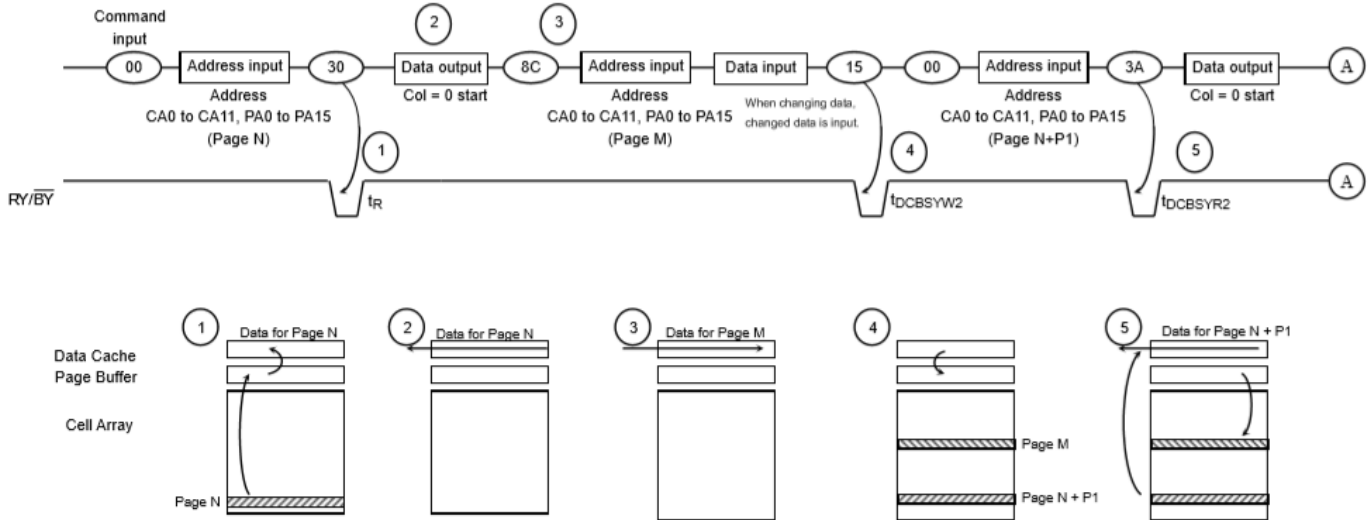 Command
input
2
3
00
Address input
30
Data output
8C
Address input
Data input
15
00
Address input
3A
Data output
A
Address
CA0 to CA11, PA0 to PA15
(Page N)
Col = 0 start
Address
CA0 to CA11, PA0 to PA15
(Page M)
When changing data,
changed data is input.
Address
CA0 to CA11, PA0 to PA15
(Page N+P1)
Col = 0 start
1
4
5
RY/BY
tR
tDCBSYW2
tDCBSYR2
A
1
Data for Page N
2
Data for Page N
3
Data for Page M
4
5
Data for Page N + P1
Data Cache
Page Buffer
Cell Array
Page M
Page N
Page N + P1